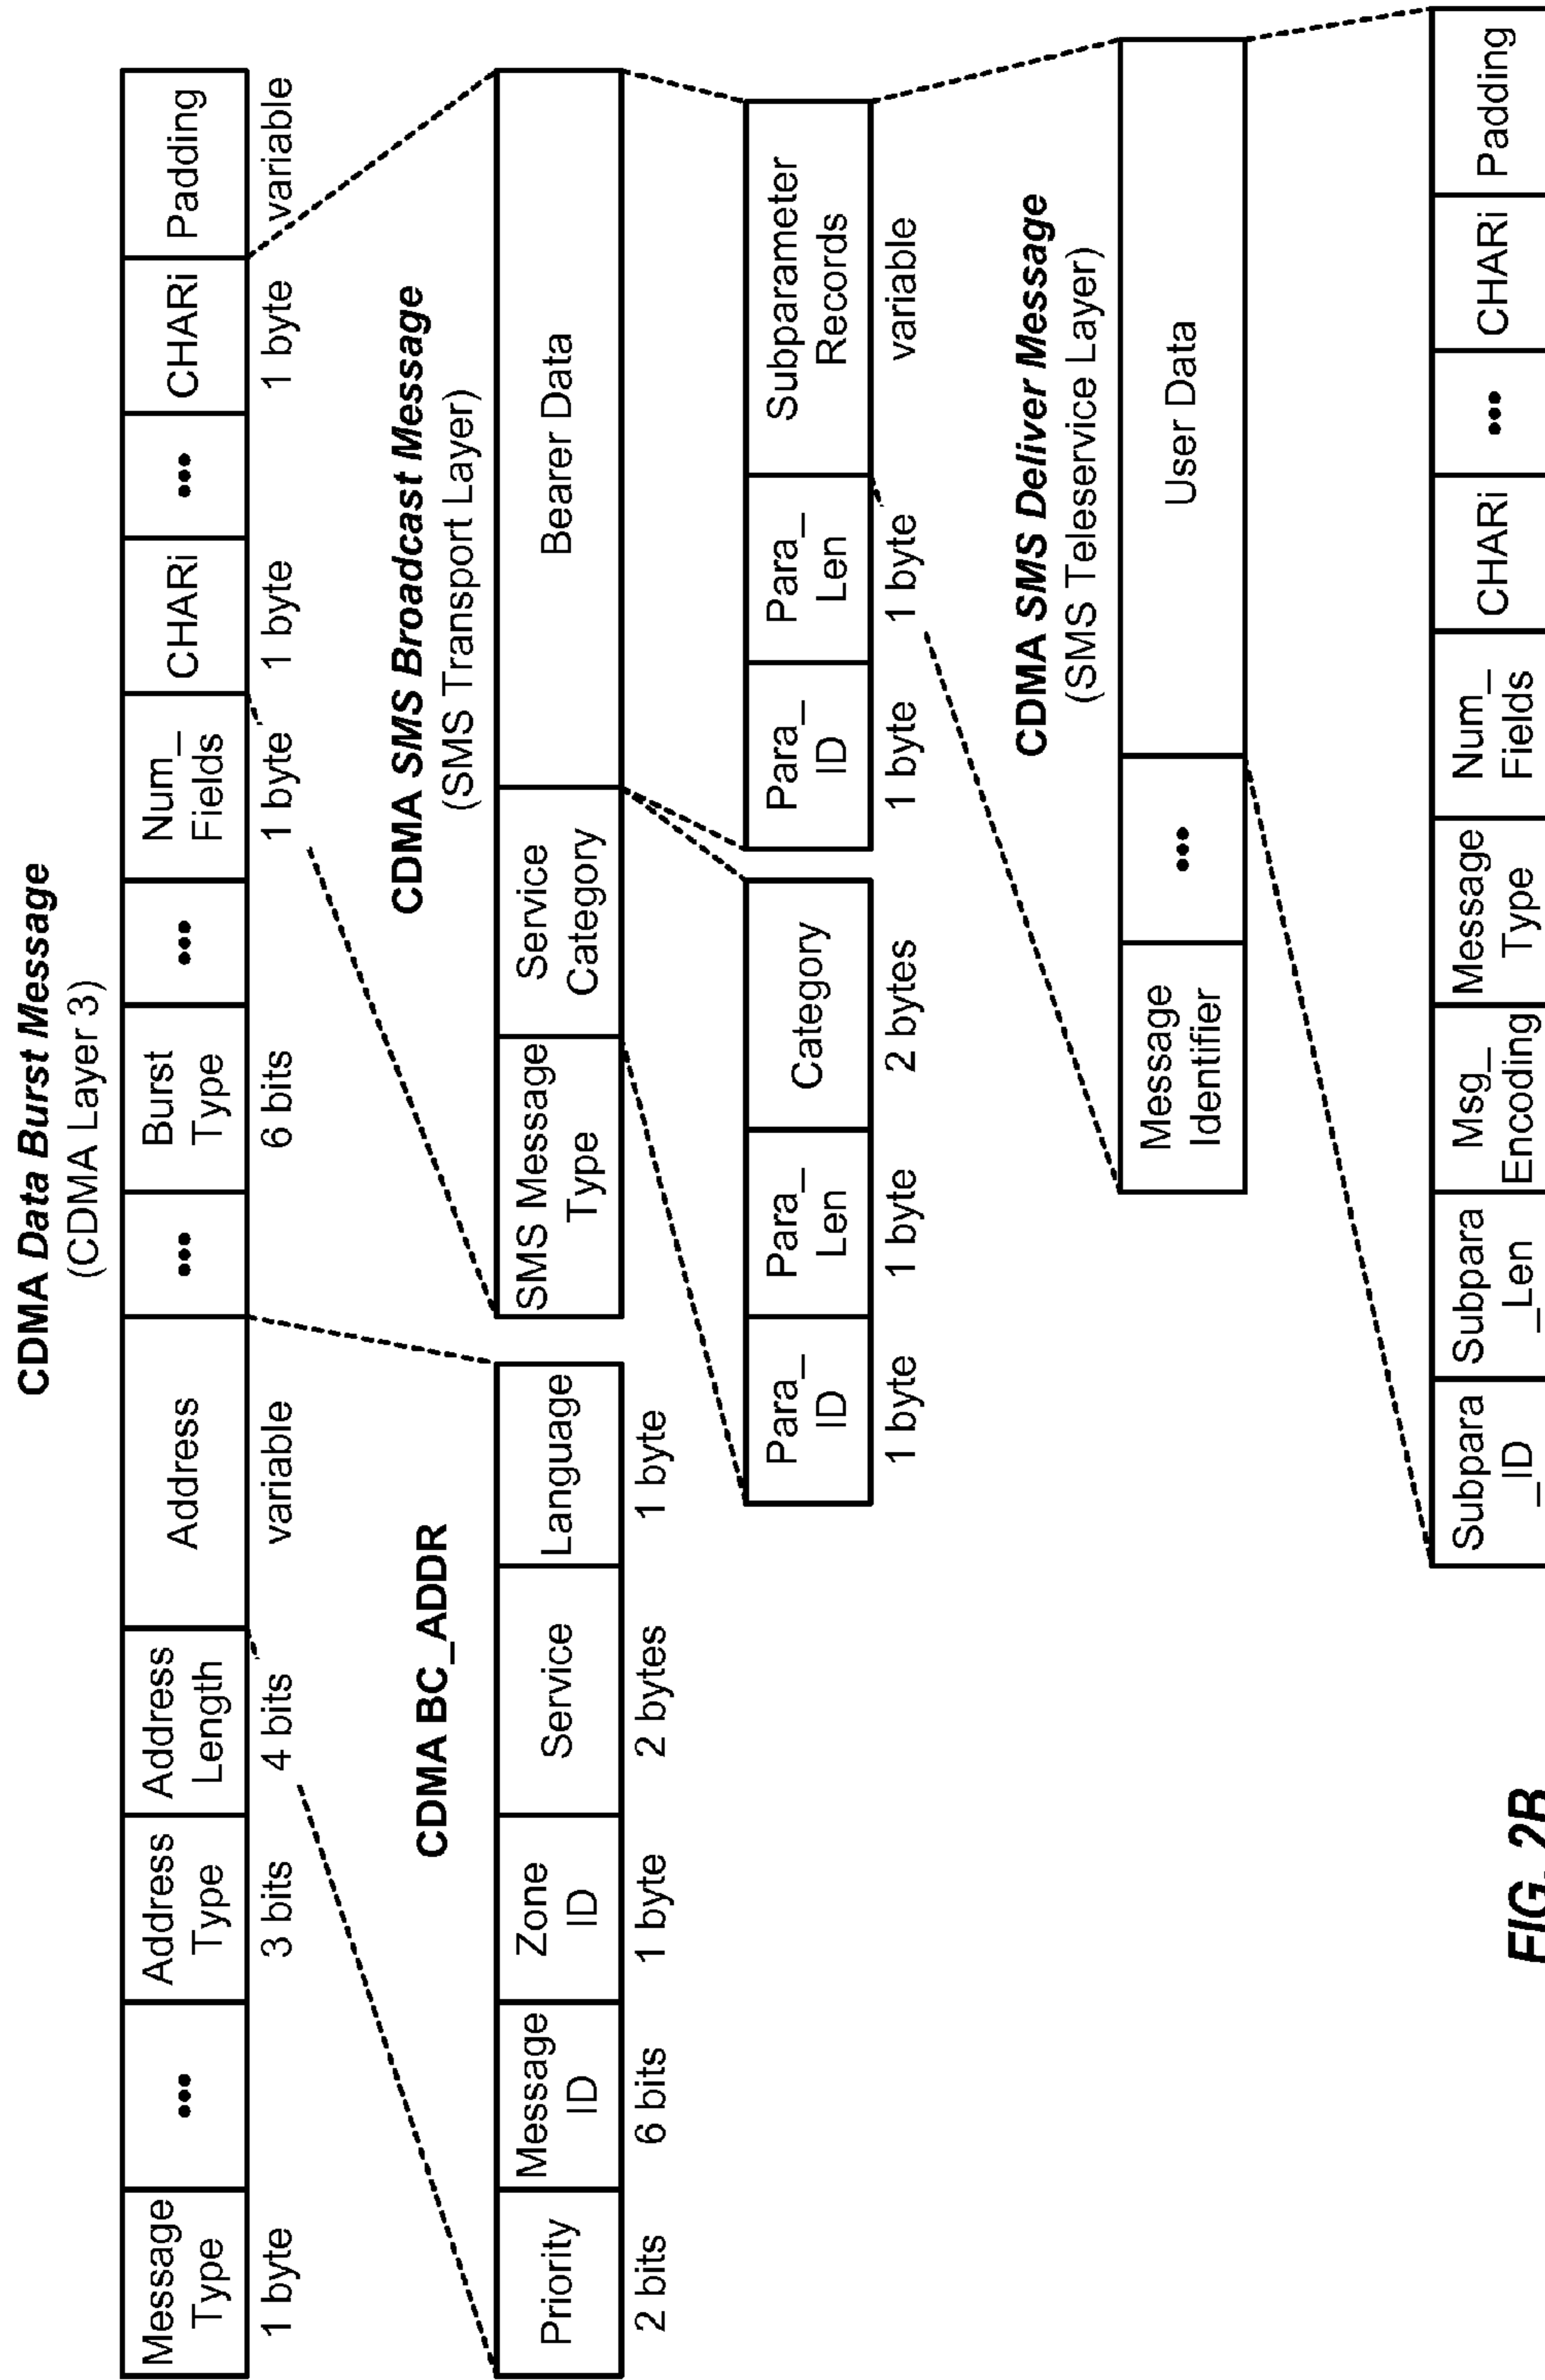 CDMA Data Burst Message
(CDMA Layer 3)
Message
Type
•••
Address
Type
Address
Length
Address
•••
Burst
Type
•••
Num_
Fields
CHARi
•••
CHARi
Padding
1 byte
3 bits
4 bits
variable
6 bits
1 byte
1 byte
1 byte
variable
CDMA BC_ADDR
Priority
Message
ID
Zone
ID
Service
Language
2 bits
6 bits
1 byte
2 bytes
1 byte
CDMA SMS Broadcast Message
(SMS Transport Layer)
SMS Message
Type
Service
Category
Bearer Data
Para_
ID
Para_
Len
Category
1 byte
1 byte
2 bytes
Para_
ID
Para_
Len
Subparameter
Records
1 byte
1 byte
variable
CDMA SMS Deliver Message
(SMS Teleservice Layer)
Message
Identifier
•••
User Data
Subpara
_ID
Subpara
_Len
Msg_
Encoding
Message
Type
Num_
Fields
CHARi
•••
CHARi
Padding
FIG. 2B